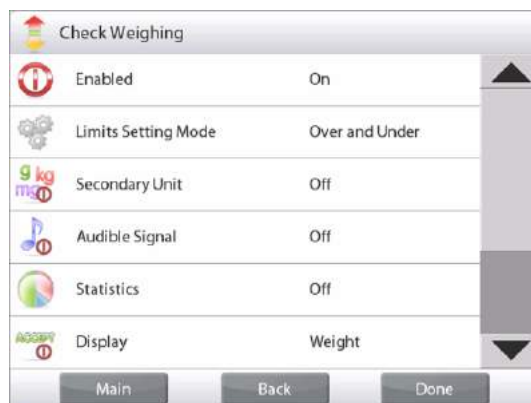 Check Weighing
Enabled On
Limits Setting Mode Over and Under
g kg
mg
Secondary Unit Off
Audible Signal Off
Statistics Off
ACCEPT
Display Weight
Main Back Done